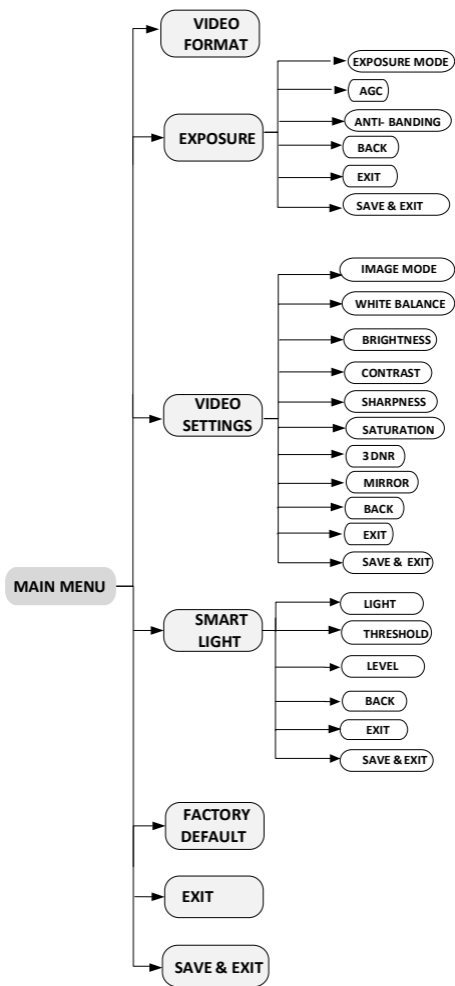 VIDEO
FORMAT
EXPOSURE
EXPOSURE MODE
AGC
ANTI- BANDING
BACK
EXIT
SAVE & EXIT
VIDEO
SETTINGS
IMAGE MODE
WHITE BALANCE
BRIGHTNESS
CONTRAST
SHARPNESS
SATURATION
3DNR
MIRROR
BACK
EXIT
SAVE & EXIT
MAIN MENU
SMART
LIGHT
LIGHT
THRESHOLD
LEVEL
BACK
EXIT
SAVE & EXIT
FACTORY
DEFAULT
EXIT
SAVE & EXIT